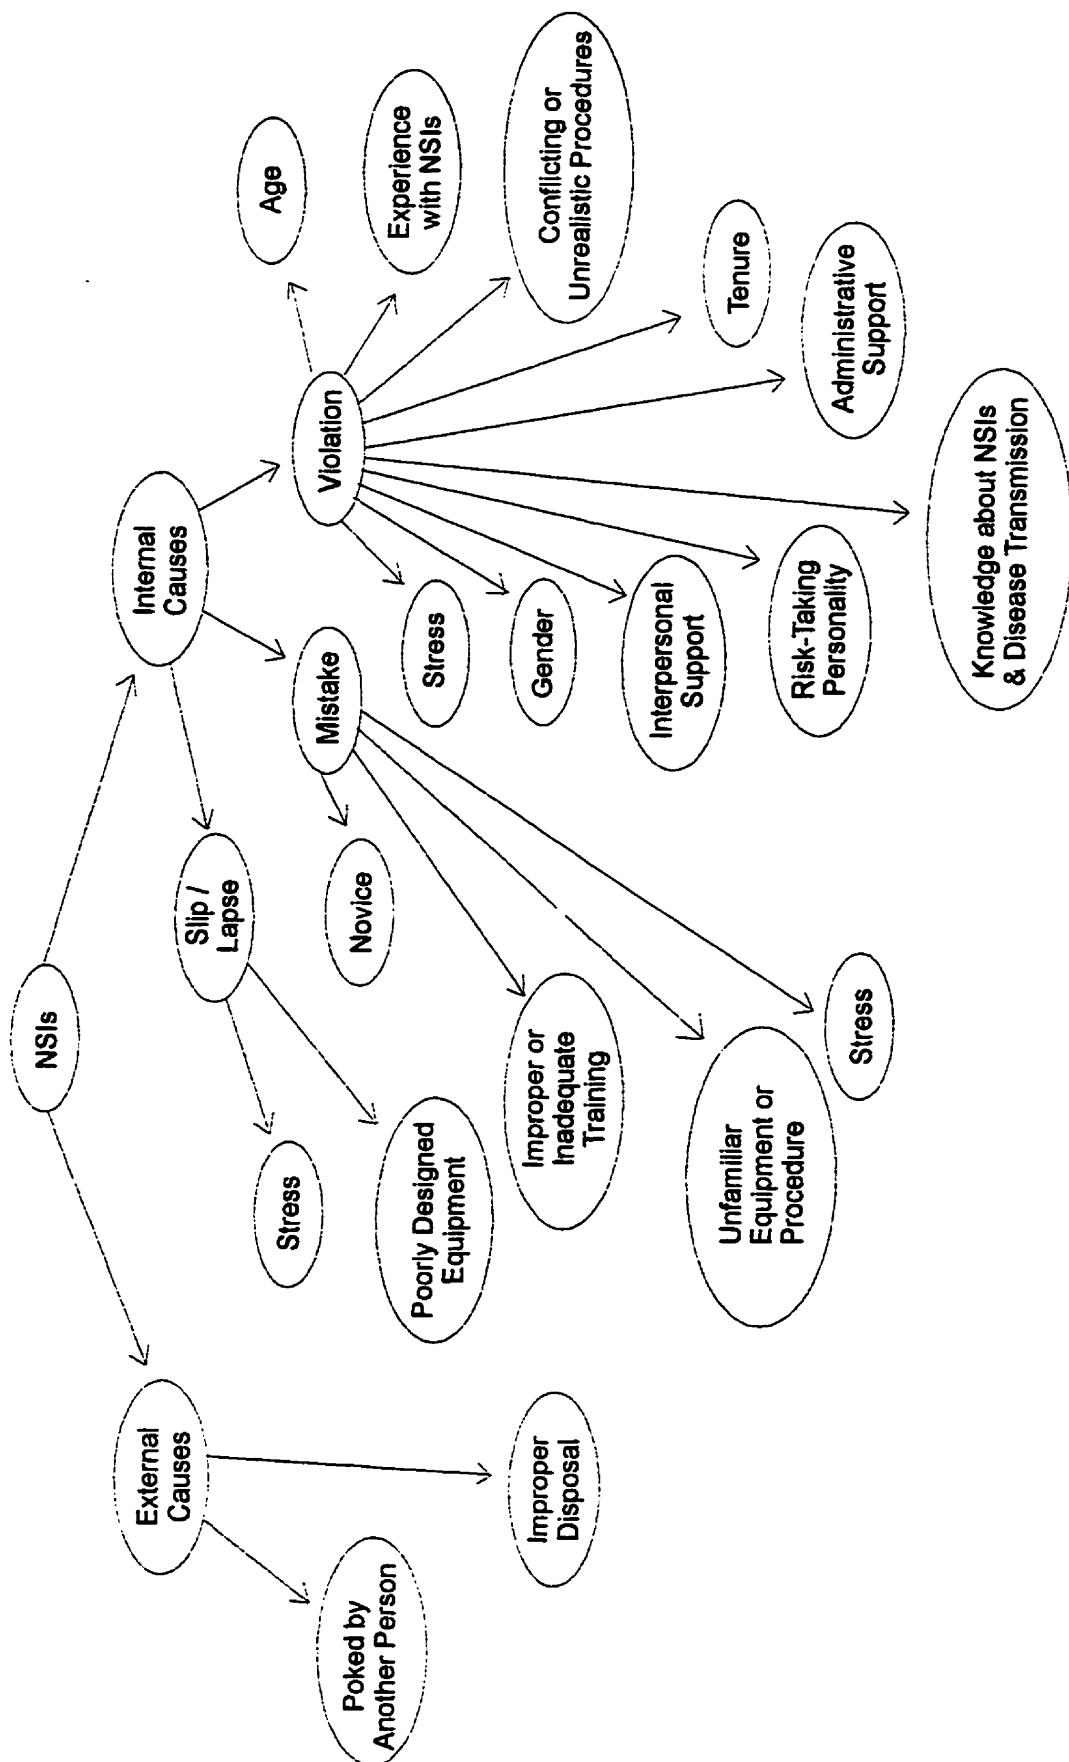 NSIs
External
Causes
Internal
Causes
Poked by
Another Person
Improper
Disposal
Slip /
Lapse
Mistake
Violation
Stress
Poorly Designed
Equipment
Novice
Improper or
Inadequate
Training
Unfamiliar
Equipment or
Procedure
Stress
Stress
Gender
Interpersonal
Support
Risk-Taking
Personality
Knowledge about NSIs
& Disease Transmission
Administrative
Support
Tenure
Conflicting or
Unrealistic Procedures
Experience
with NSIs
Age